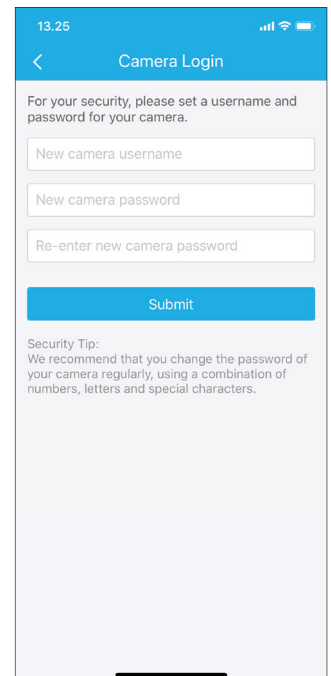 13.25
Camera Login
For your security, please set a username and
password for your camera.
New camera username
New camera password
Re-enter new camera password
Submit
Security Tip:
We recommend that you change the password of
your camera regularly, using a combination of
numbers, letters and special characters.